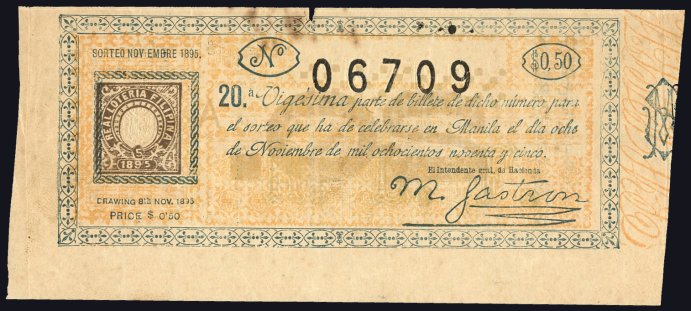 SORTEO NOVIEMBRE 1895.
Nº
06709
$0,50
REAL LOTERIA FILIPINA
1895
DRAWING 8th NOV. 1895
PRICE $ 0'50
20.ª Vigésima parte de billete de dicho número para
el sorteo que ha de celebrarse en Manila el día ocho
de Noviembre de mil ochocientos noventa y cinco.
El Intendente gral. de Hacienda
M. Gastron